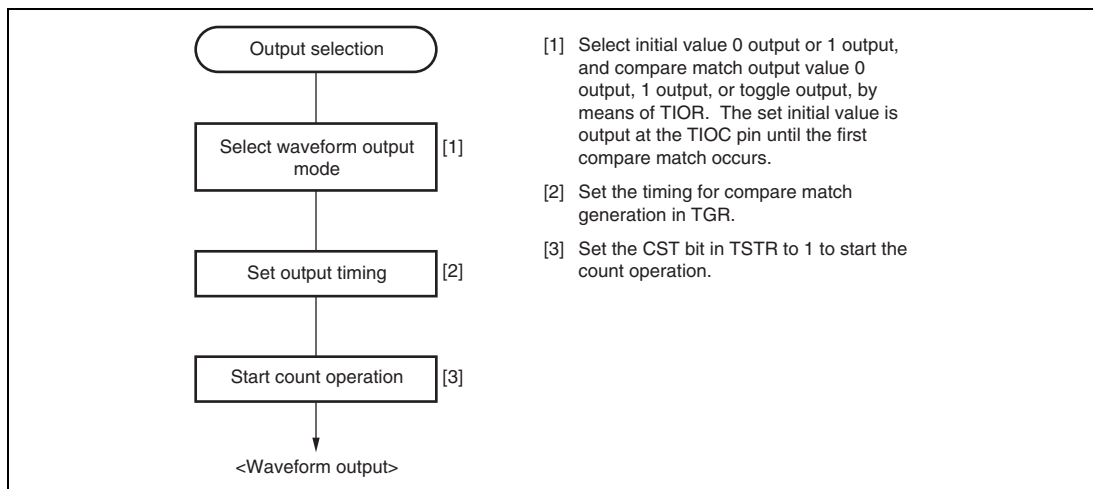 Output selection
Select waveform output
mode
[1]
Set output timing
[2]
Start count operation
[3]
<Waveform output>
[1] Select initial value 0 output or 1 output,
and compare match output value 0
output, 1 output, or toggle output, by
means of TIOR. The set initial value is
output at the TIOC pin until the first
compare match occurs.
[2] Set the timing for compare match
generation in TGR.
[3] Set the CST bit in TSTR to 1 to start the
count operation.